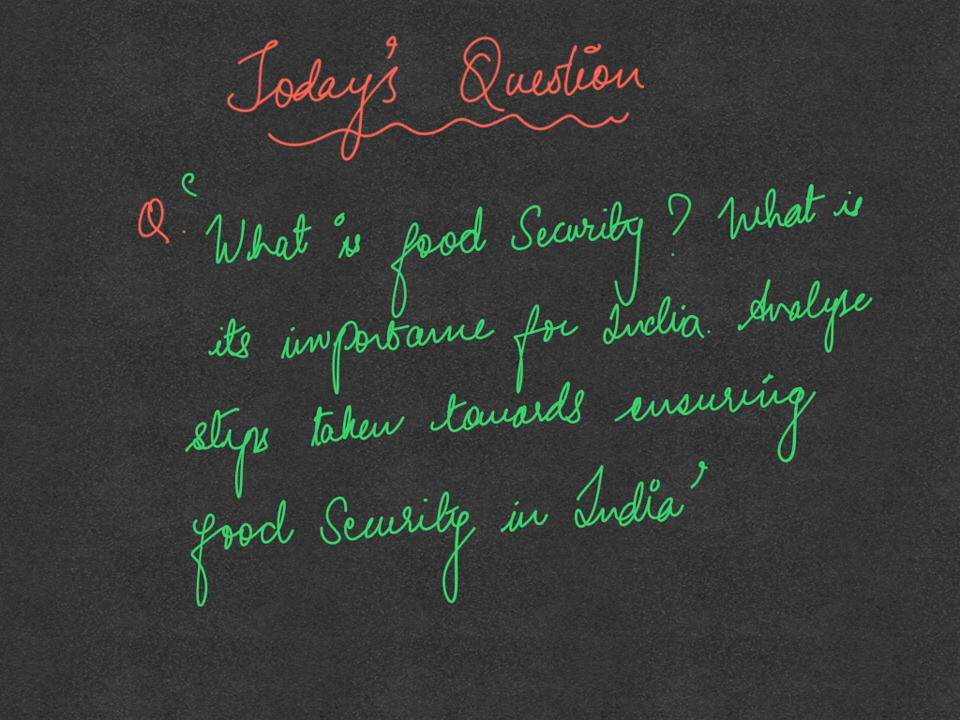 Today's Question
Q. 'What is food Security? What is
its importance for India. Analyse
steps taken towards ensuring
food Security in India'